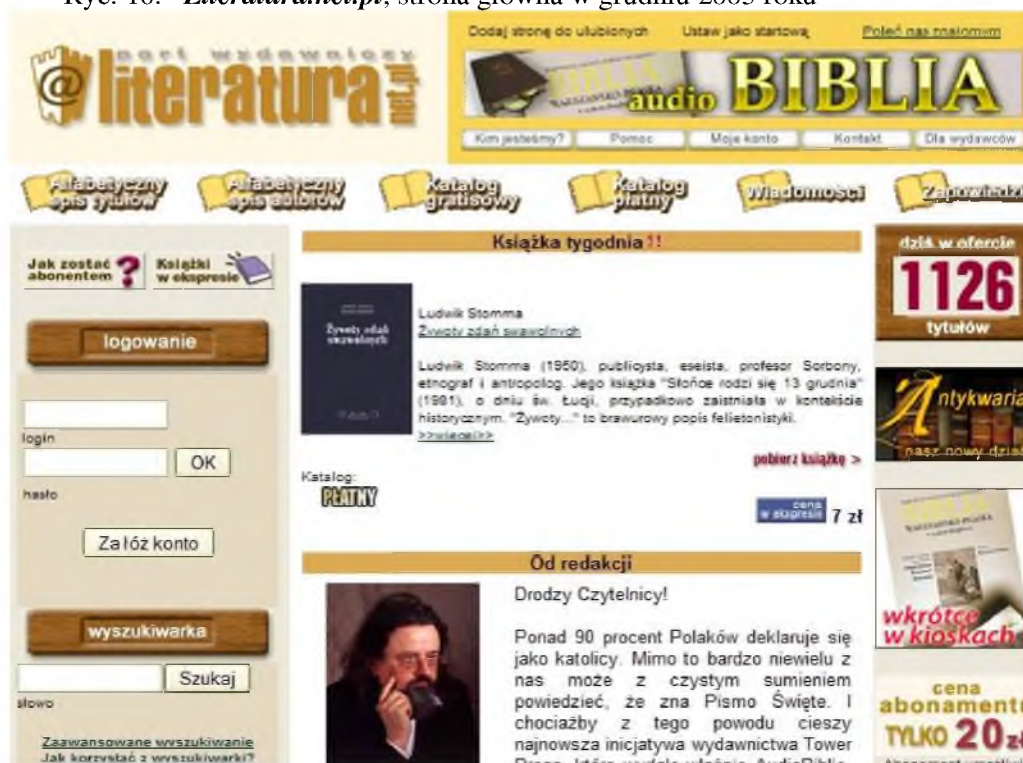 Literatura.net.pl, strona główna w grudniu 2003 roku
Dodaj stronę do ulubionych Ustaw jako startową Poleć nas znajomym
port wydawniczy
@ literatura net.pl
audio BIBLIA
Kim jesteśmy? Pomoc Moje konto Kontakt Dla wydawców
Alfabetyczny spis tytułów
Alfabetyczny spis autorów
Katalog gratisowy
Katalog płatny
Wiadomości
Zapowiedzi
Jak zostać abonentem ?
Książki w ekspresie
logowanie
login
OK
hasło
Załóż konto
wyszukiwarka
Szukaj
słowo
Zaawansowane wyszukiwanie
Jak korzystać z wyszukiwarki?
Książka tygodnia !!
Żywoty zdań
swawolnych
Ludwik Stomma
Żywoty zdań swawolnych
Ludwik Stomma (1950), publicysta, eseista, profesor Sorbony,
etnograf i antropolog. Jego książka "Słońce rodzi się 13 grudnia"
(1981), o dniu św. Łucji, przypadkowo zaistniała w kontekście
historycznym. "Żywoty..." to brawurowy popis felietonistyki.
>>więcej>>
pobierz książkę >
Katalog:
PŁATNY
cena
w ekspresie 7 zł
Od redakcji
Drodzy Czytelnicy!
Ponad 90 procent Polaków deklaruje się
jako katolicy. Mimo to bardzo niewielu z
nas może z czystym sumieniem
powiedzieć, że zna Pismo Święte. I
chociażby z tego powodu cieszy
najnowsza inicjatywa wydawnictwa Tower
dziś w ofercie
1126
tytułów
Antykwaria
nasz nowy dział
BIBLIA
wkrótce
w kioskach
cena
abonamentu
TYLKO 20 zł